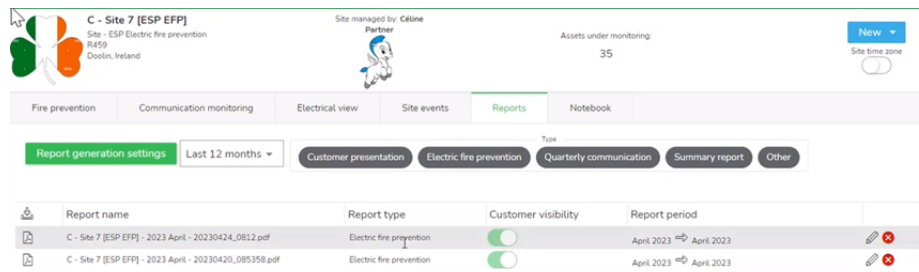 C - Site 7 [ESP EFP]
Site - ESP Electric fire prevention
R459
Doolin, Ireland
Site managed by: Céline
Partner
Assets under monitoring:
35
New
Site time zone
Fire prevention
Communication monitoring
Electrical view
Site events
Reports
Notebook
Report generation settings
Last 12 months
Type
Customer presentation
Electric fire prevention
Quarterly communication
Summary report
Other
Report name
Report type
Customer visibility
Report period
C - Site 7 [ESP EFP] - 2023 April - 20230424_0812.pdf
Electric fire prevention
April 2023 ⇨ April 2023
C - Site 7 [ESP EFP] - 2023 April - 20230420_085358.pdf
Electric fire prevention
April 2023 ⇨ April 2023